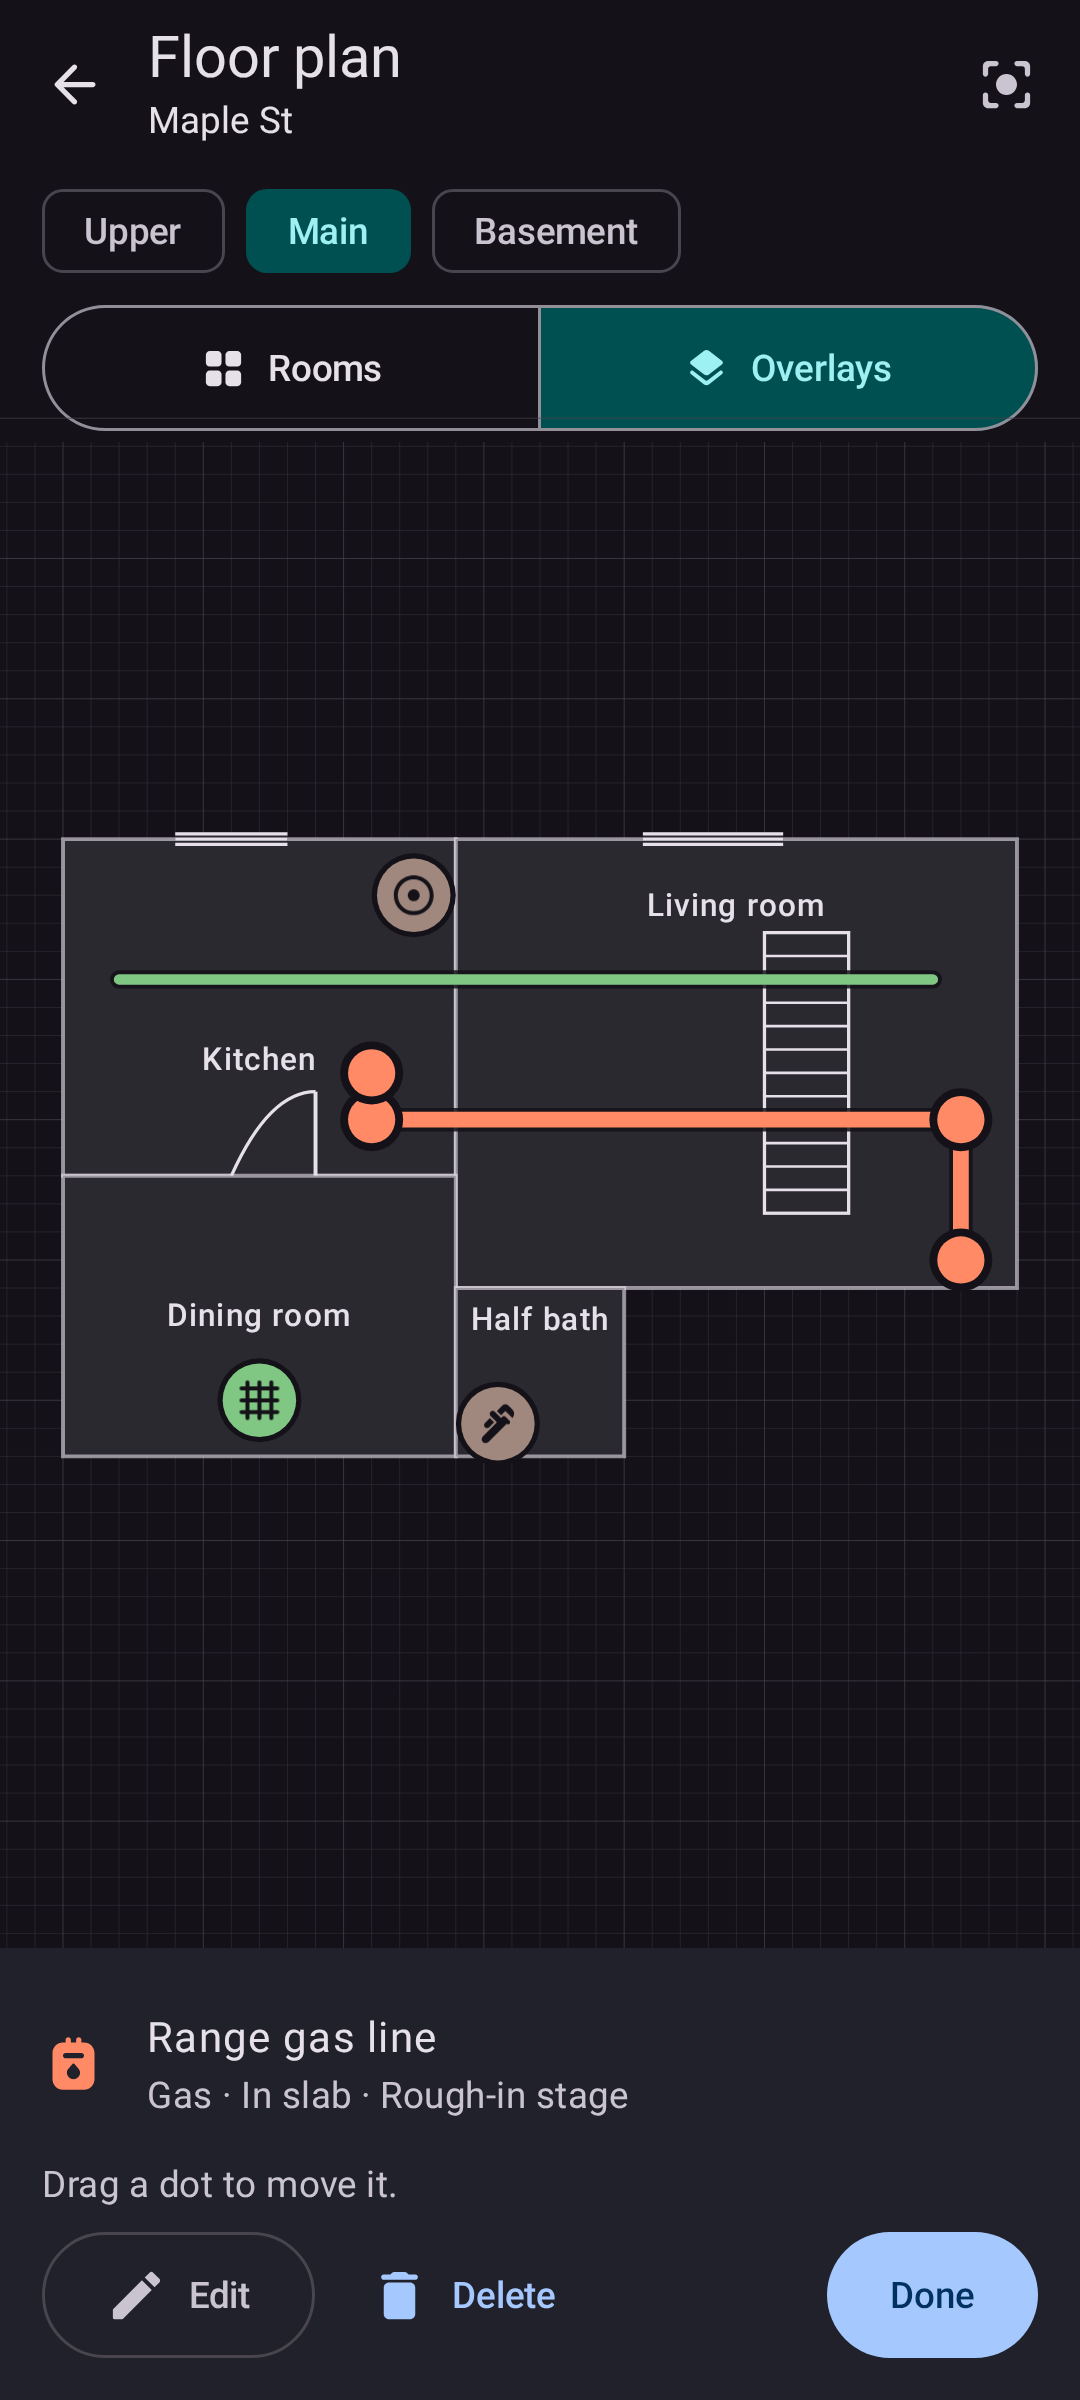 Floor plan
Maple St
Upper
Main
Basement
Rooms
Overlays
Living room
Kitchen
Dining room
Half bath
Range gas line
Gas · In slab · Rough-in stage
Drag a dot to move it.
Edit
Delete
Done